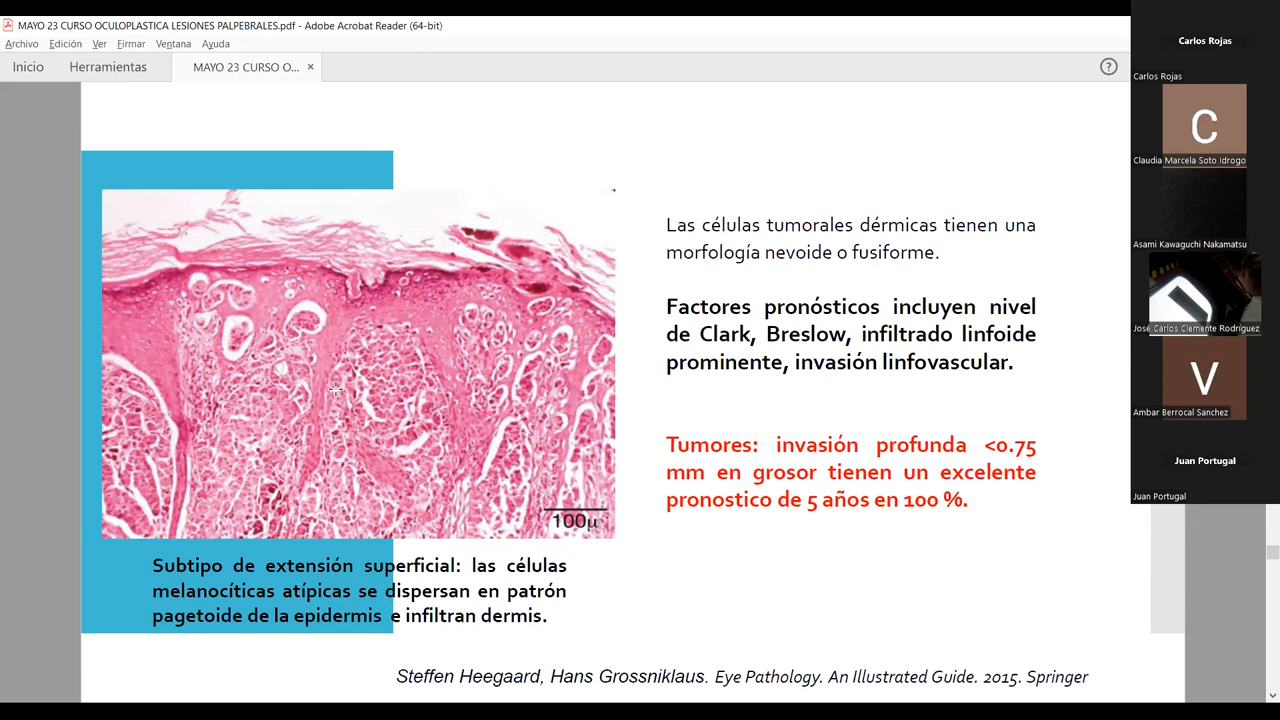 MAYO 23 CURSO OCULOPLASTICA LESIONES PALPEBRALES.pdf - Adobe Acrobat Reader (64-bit)
Archivo Edición Ver Firmar Ventana Ayuda
Inicio Herramientas MAYO 23 CURSO O... ×
?
100µ
Subtipo de extensión superficial: las células
melanocíticas atípicas se dispersan en patrón
pagetoide de la epidermis e infiltran dermis.
Las células tumorales dérmicas tienen una
morfología nevoide o fusiforme.
Factores pronósticos incluyen nivel
de Clark, Breslow, infiltrado linfoide
prominente, invasión linfovascular.
Tumores: invasión profunda <0.75
mm en grosor tienen un excelente
pronostico de 5 años en 100 %.
Steffen Heegaard, Hans Grossniklaus. Eye Pathology. An Illustrated Guide. 2015. Springer
Carlos Rojas
Carlos Rojas
C
Claudia Marcela Soto Idrogo
Asami Kawaguchi Nakamatsu
José Carlos Clemente Rodríguez
V
Ambar Berrocal Sanchez
Juan Portugal
Juan Portugal